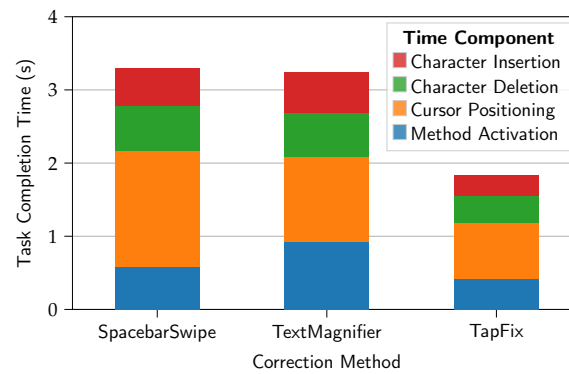 4
3
2
1
0
Task Completion Time (s)
Time Component
Character Insertion
Character Deletion
Cursor Positioning
Method Activation
SpacebarSwipe
TextMagnifier
TapFix
Correction Method